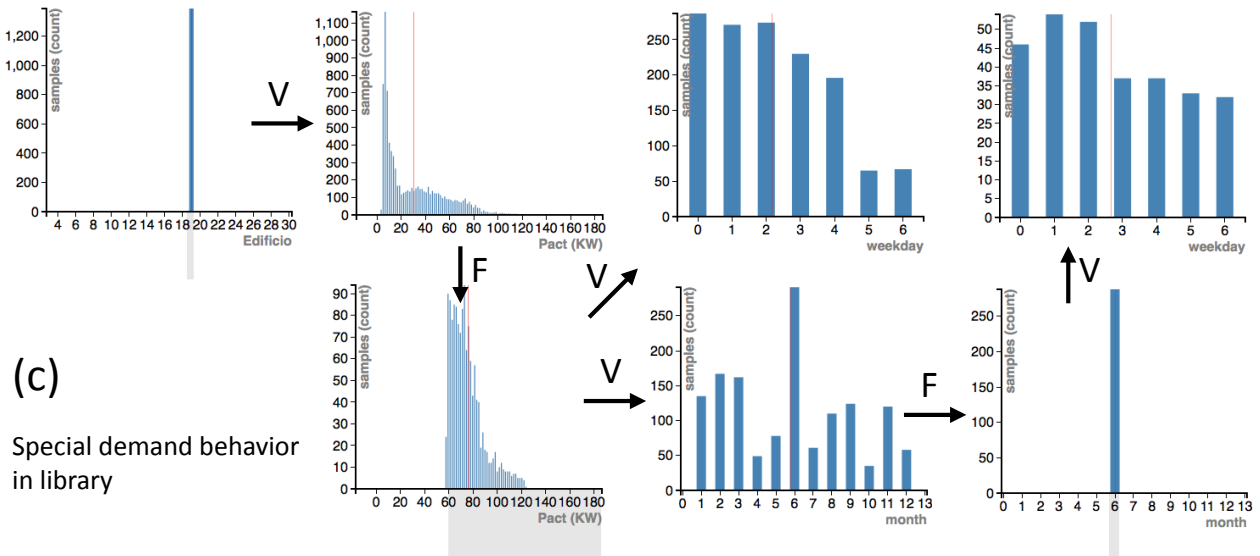 samples (count)
1,200
1,000
800
600
400
200
0
4 6 8 10 12 14 16 18 20 22 24 26 28 30
Edificio
V
samples (count)
1,100
1,000
900
800
700
600
500
400
300
200
100
0
0 20 40 60 80 100 120 140 160 180
Pact (KW)
samples (count)
250
200
150
100
50
0
0 1 2 3 4 5 6
weekday
samples (count)
50
45
40
35
30
25
20
15
10
5
0
0 1 2 3 4 5 6
weekday
F
V
V
(c)
Special demand behavior
in library
samples (count)
90
80
70
60
50
40
30
20
10
0
0 20 40 60 80 100 120 140 160 180
Pact (KW)
V
samples (count)
250
200
150
100
50
0
0 1 2 3 4 5 6 7 8 9 10 11 12 13
month
F
samples (count)
250
200
150
100
50
0
0 1 2 3 4 5 6 7 8 9 10 11 12 13
month